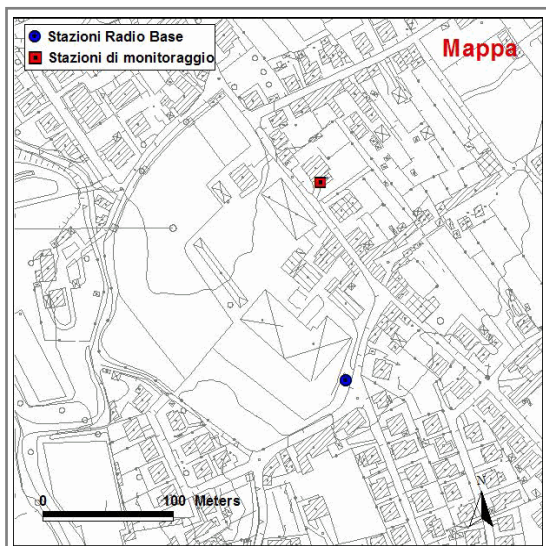 Stazioni Radio Base
Stazioni di monitoraggio
Mappa
0 100 Meters
N